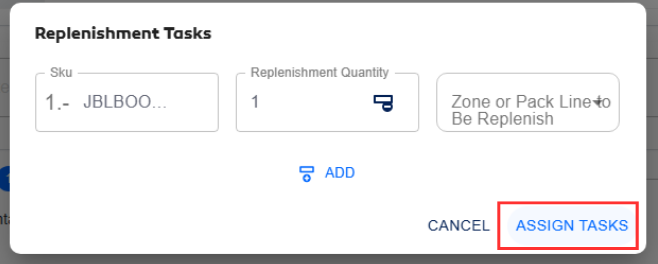 Replenishment Tasks
Sku
1.- JBLBOO...
Replenishment Quantity
1
Zone or Pack Line to
Be Replenish
ADD
CANCEL
ASSIGN TASKS